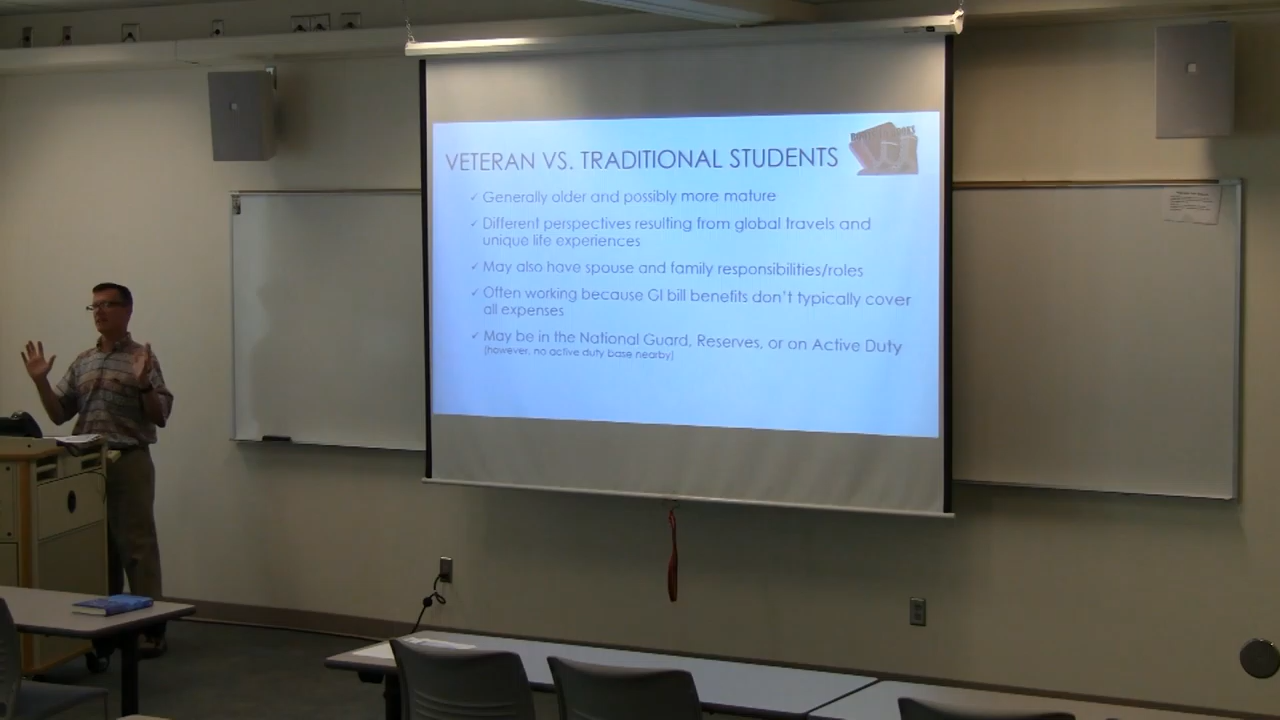 VETERAN VS. TRADITIONAL STUDENTS
✓ Generally older and possibly more mature
✓ Different perspectives resulting from global travels and
unique life experiences
✓ May also have spouse and family responsibilities/roles
✓ Often working because GI bill benefits don't typically cover
all expenses
✓ May be in the National Guard, Reserves, or on Active Duty
(however, no active duty base nearby)